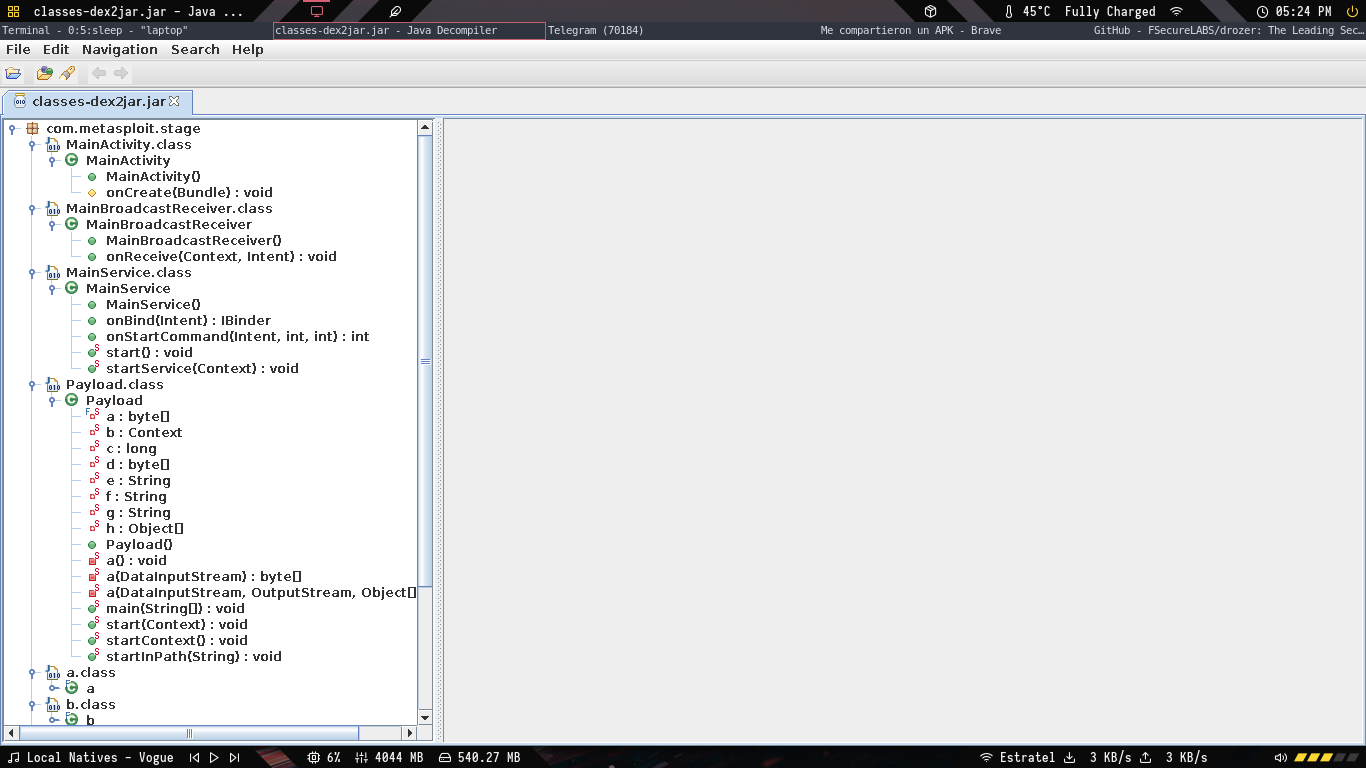 classes-dex2jar.jar - Java ...
45°C
Fully Charged
05:24 PM
Terminal - 0:5:sleep - "laptop"
classes-dex2jar.jar - Java Decompiler
Telegram (70184)
Me compartieron un APK - Brave
GitHub - FSecureLABS/drozer: The Leading Sec...
File Edit Navigation Search Help
classes-dex2jar.jar
com.metasploit.stage
MainActivity.class
MainActivity
MainActivity()
onCreate(Bundle) : void
MainBroadcastReceiver.class
MainBroadcastReceiver
MainBroadcastReceiver()
onReceive(Context, Intent) : void
MainService.class
MainService
MainService()
onBind(Intent) : IBinder
onStartCommand(Intent, int, int) : int
start() : void
startService(Context) : void
Payload.class
Payload
a : byte[]
b : Context
c : long
d : byte[]
e : String
f : String
g : String
h : Object[]
Payload()
a() : void
a(DataInputStream) : byte[]
a(DataInputStream, OutputStream, Object[]
main(String[]) : void
start(Context) : void
startContext() : void
startInPath(String) : void
a.class
a
b.class
b
Local Natives - Vogue
6%
4044 MB
540.27 MB
Estratel
3 KB/s
3 KB/s